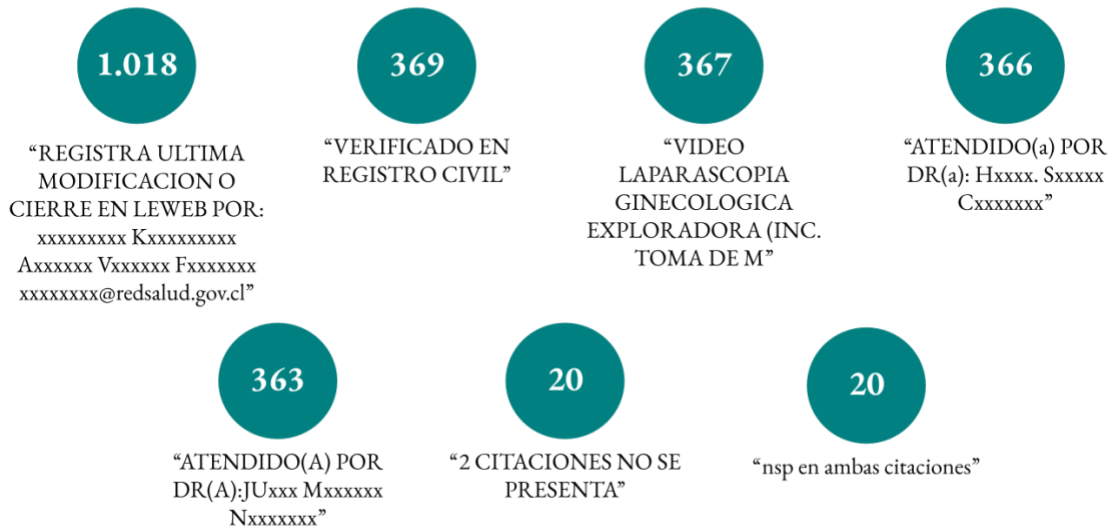 1.018
“REGISTRA ULTIMA
MODIFICACION O
CIERRE EN LEWEB POR:
xxxxxxxxx Kxxxxxxxxx
Axxxxxx Vxxxxxx Fxxxxxxx
xxxxxxxx@redsalud.gov.cl”
369
“VERIFICADO EN
REGISTRO CIVIL”
367
“VIDEO
LAPARASCOPIA
GINECOLOGICA
EXPLORADORA (INC.
TOMA DE M”
366
“ATENDIDO(a) POR
DR(a): Hxxxx. Sxxxxx
Cxxxxxxx”
363
“ATENDIDO(A) POR
DR(A):JUxxx Mxxxxxx
Nxxxxxxx”
20
“2 CITACIONES NO SE
PRESENTA”
20
“nsp en ambas citaciones”